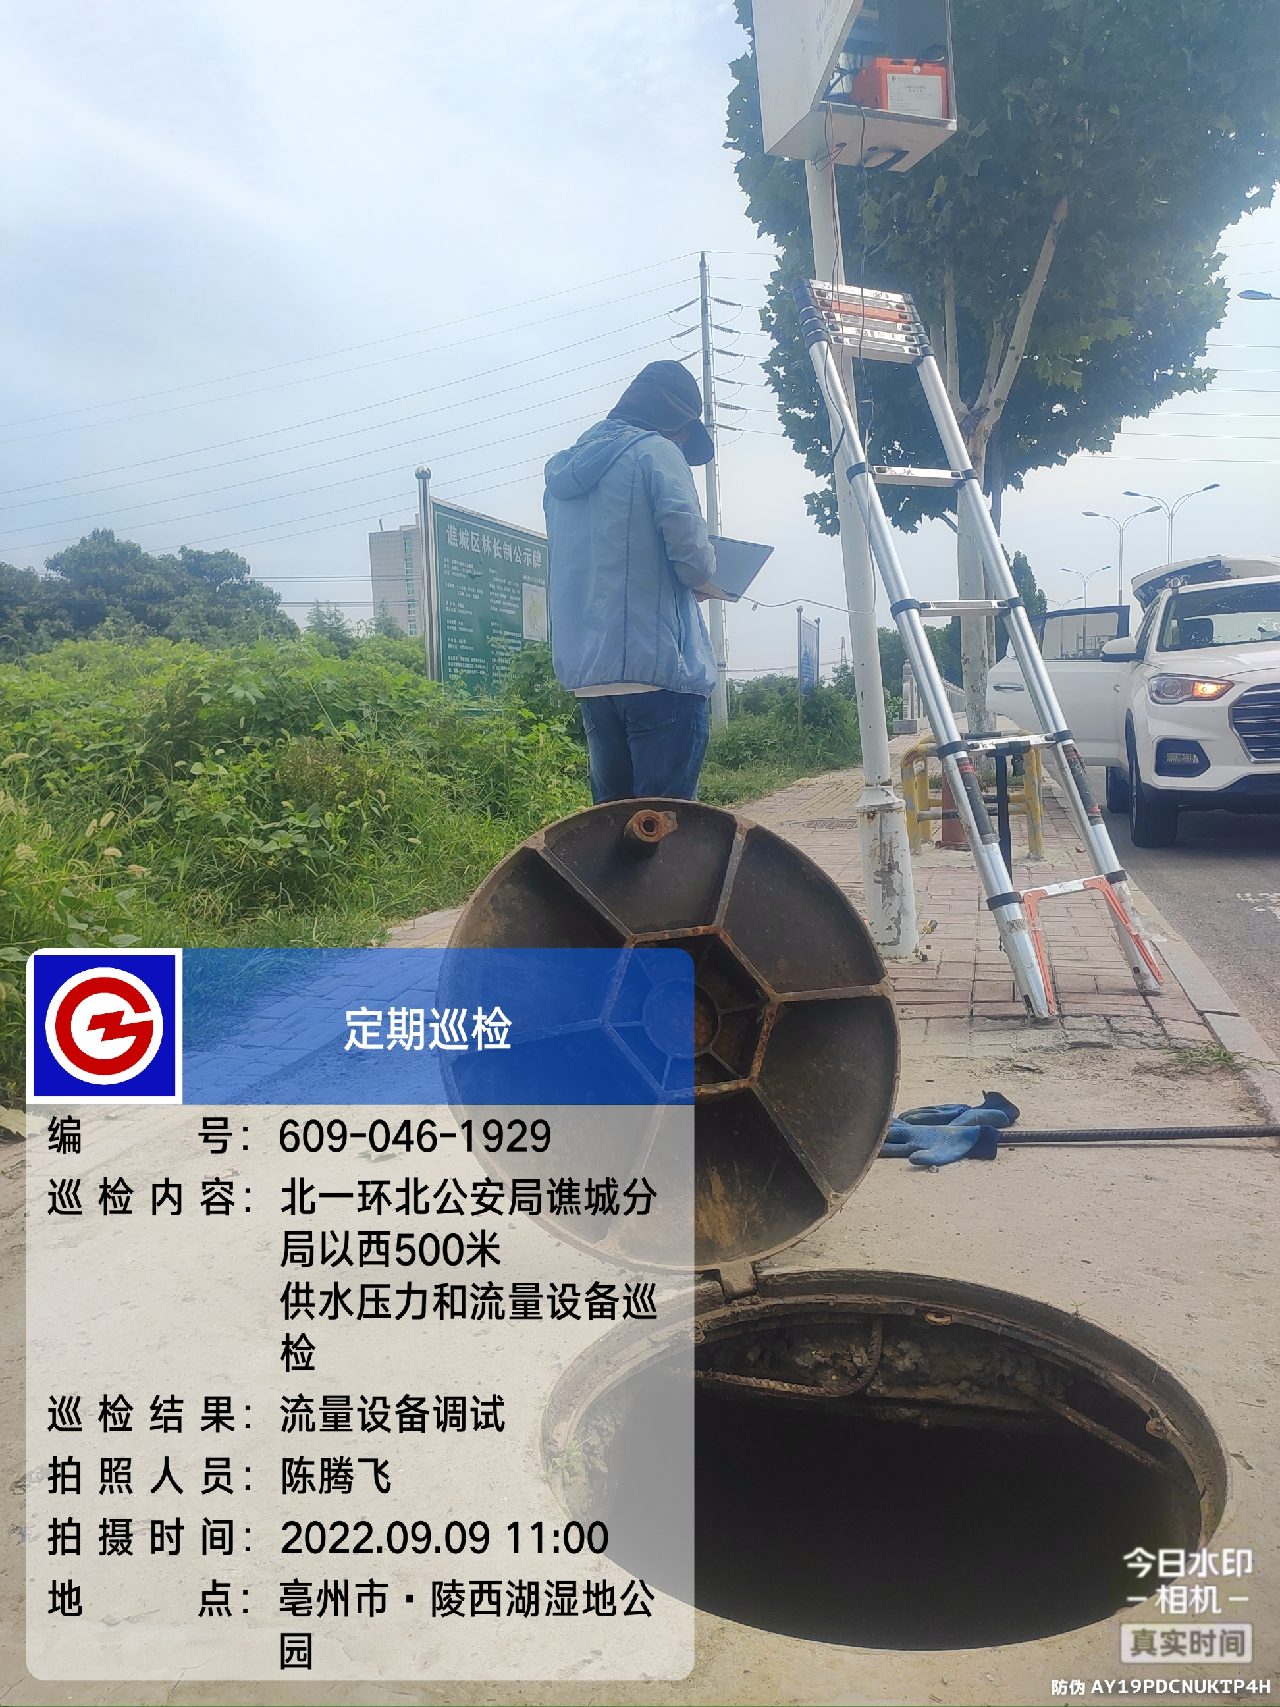 谯城区林长制公示牌
定期巡检
编号：609-046-1929
巡检内容：北一环北公安局谯城分
局以西500米
供水压力和流量设备巡
检
巡检结果：流量设备调试
拍照人员：陈腾飞
拍摄时间：2022.09.09 11:00
地点：亳州市·陵西湖湿地公
园
今日水印
相机
真实时间
防伪 AY19PDCNUKTP4H